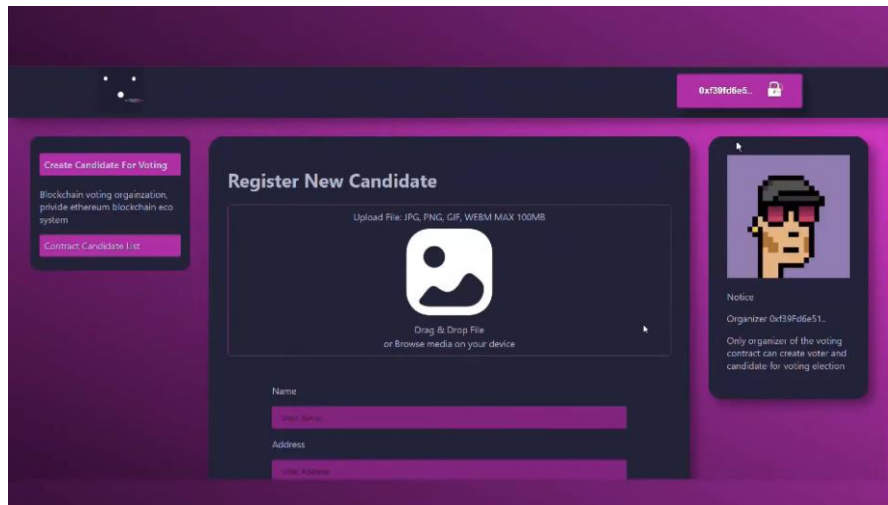 0xf39fd6e5..
Create Candidate For Voting
Blockchain voting orgainzation,
privide ethereum blockchain eco
system
Contract Candidate List
Register New Candidate
Upload File: JPG, PNG, GIF, WEBM MAX 100MB
Drag & Drop File
or Browse media on your device
Name
Address
Notice
Organizer 0xf39Fd6e51..
Only organizer of the voting
contract can create voter and
candidate for voting election